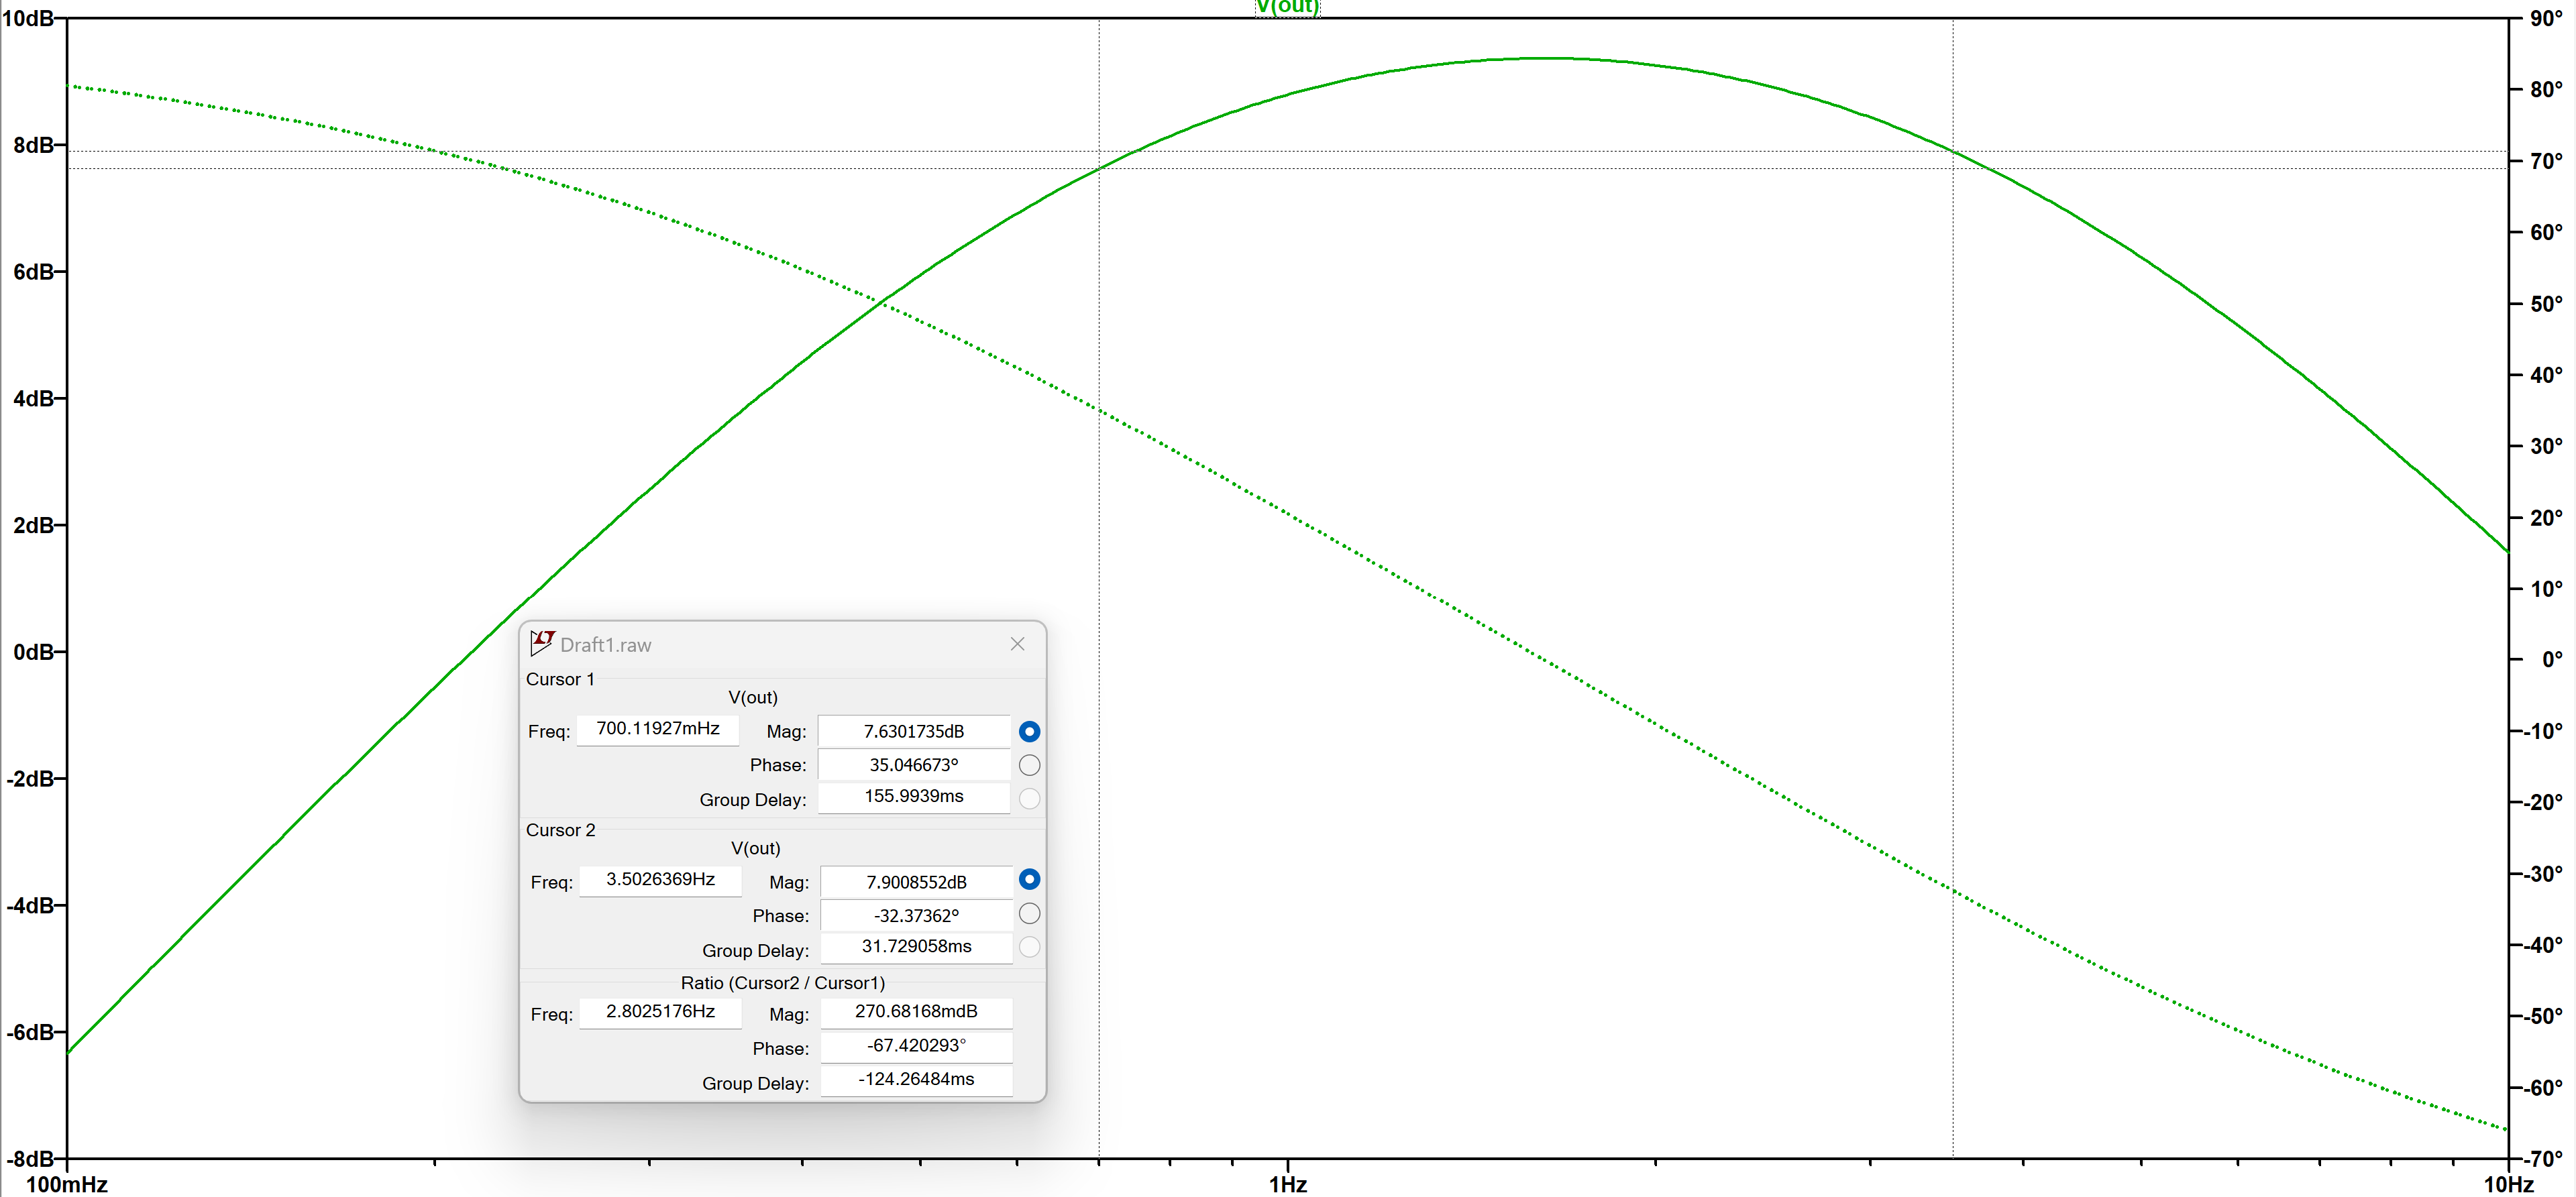 V(out)
10dB
8dB
6dB
4dB
2dB
0dB
-2dB
-4dB
-6dB
-8dB
90°
80°
70°
60°
50°
40°
30°
20°
10°
0°
-10°
-20°
-30°
-40°
-50°
-60°
-70°
100mHz
1Hz
10Hz
Draft1.raw
Cursor 1
V(out)
Freq: 700.11927mHz Mag: 7.6301735dB
Phase: 35.046673°
Group Delay: 155.9939ms
Cursor 2
V(out)
Freq: 3.5026369Hz Mag: 7.9008552dB
Phase: -32.37362°
Group Delay: 31.729058ms
Ratio (Cursor2 / Cursor1)
Freq: 2.8025176Hz Mag: 270.68168mdB
Phase: -67.420293°
Group Delay: -124.26484ms